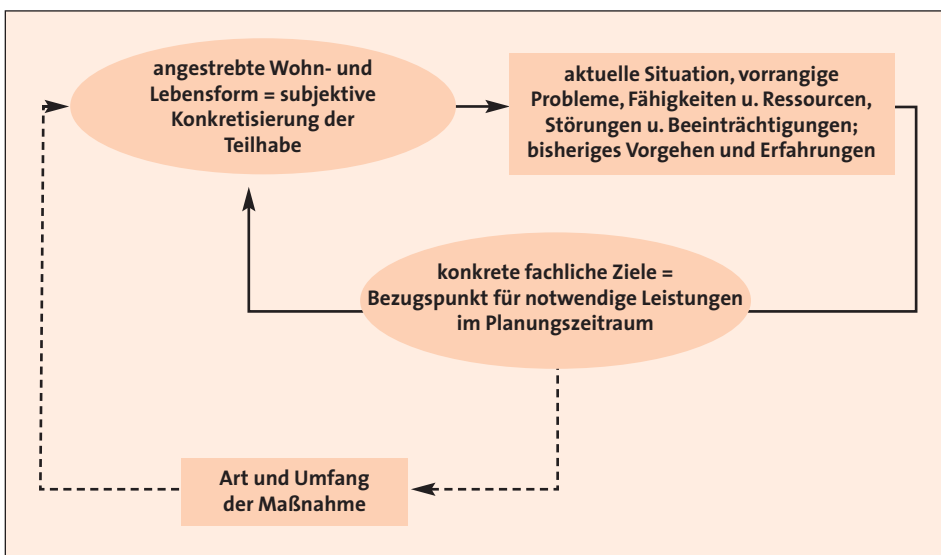 angestrebte Wohn- und
Lebensform = subjektive
Konkretisierung der
Teilhabe
aktuelle Situation, vorrangige
Probleme, Fähigkeiten u. Ressourcen,
Störungen u. Beeinträchtigungen;
bisheriges Vorgehen und Erfahrungen
konkrete fachliche Ziele =
Bezugspunkt für notwendige Leistungen
im Planungszeitraum
Art und Umfang
der Maßnahme